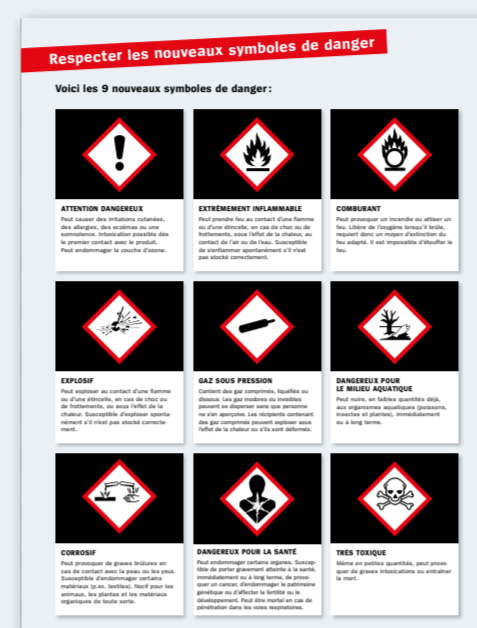 Respecter les nouveaux symboles de danger
Voici les 9 nouveaux symboles de danger :
ATTENTION DANGEREUX
Peut causer des irritations cutanées,
des allergies, des eczémas ou une
somnolence. Intoxication possible dès
le premier contact avec le produit.
Peut endommager la couche d'ozone.
EXTRÊMEMENT INFLAMMABLE
Peut prendre feu au contact d'une flamme
ou d'une étincelle, en cas de choc ou de
frottements, sous l'effet de la chaleur, au
contact de l'air ou de l'eau. Susceptible
de s'enflammer spontanément s'il n'est
pas stocké correctement.
COMBURANT
Peut provoquer un incendie ou attiser un
feu. Libère de l'oxygène lorsqu'il brûle,
requiert donc un moyen d'extinction du
feu adapté. Il est impossible d'étouffer le
feu.
EXPLOSIF
Peut exploser au contact d'une flamme
ou d'une étincelle, en cas de choc ou
de frottements, ou sous l'effet de la
chaleur. Susceptible d'exploser sponta-
nément s'il n'est pas stocké correcte-
ment.
GAZ SOUS PRESSION
Contient des gaz comprimés, liquéfiés ou
dissous. Les gaz inodores ou invisibles
peuvent se disperser sans que personne
ne s'en aperçoive. Les récipients contenant
des gaz comprimés peuvent exploser sous
l'effet de la chaleur ou s'ils sont déformés.
DANGEREUX POUR
LE MILIEU AQUATIQUE
Peut nuire, en faibles quantités déjà,
aux organismes aquatiques (poissons,
insectes et plantes), immédiatement
ou à long terme.
CORROSIF
Peut provoquer de graves brûlures en
cas de contact avec la peau ou les yeux.
Susceptible d'endommager certains
matériaux (p.ex. textiles). Nocif pour les
animaux, les plantes et les matériaux
organiques de toute sorte.
DANGEREUX POUR LA SANTÉ
Peut endommager certains organes. Suscep-
tible de porter gravement atteinte à la santé,
immédiatement ou à long terme, de provo-
quer un cancer, d'endommager le patrimoine
génétique ou d'affecter la fertilité ou le
développement. Peut être mortel en cas de
pénétration dans les voies respiratoires.
TRÈS TOXIQUE
Même en petites quantités, peut provo-
quer de graves intoxications ou entraîner
la mort.